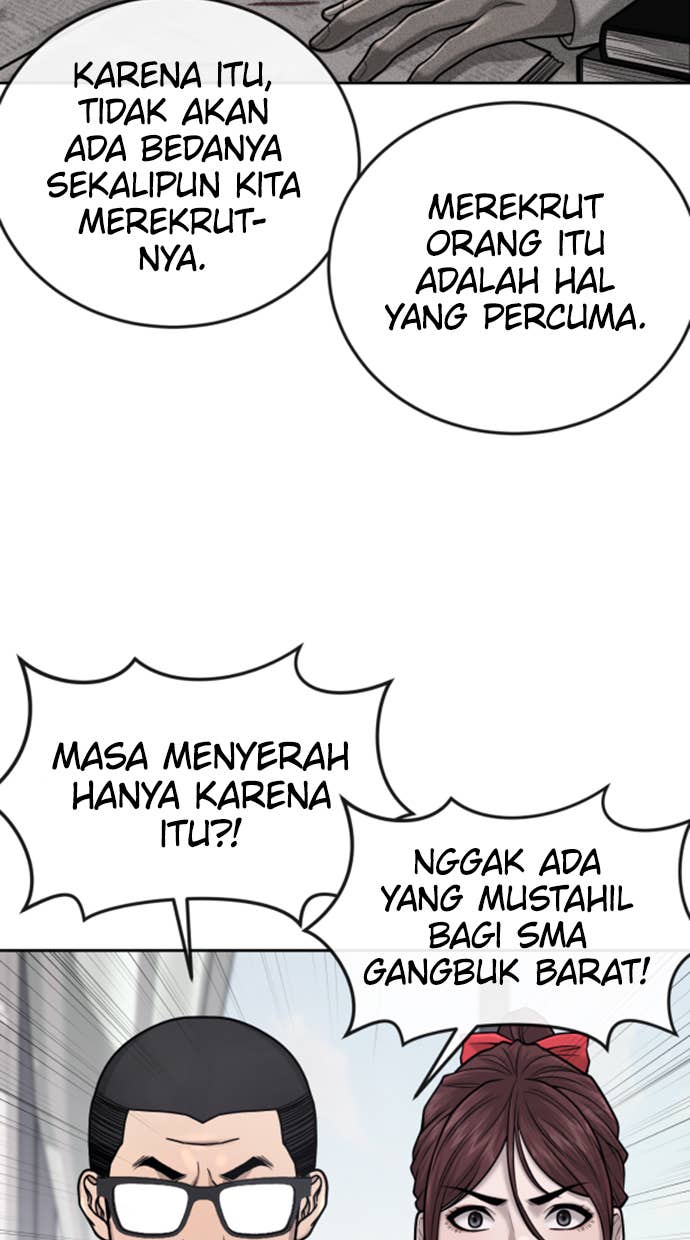 KARENA ITU,
TIDAK AKAN
ADA BEDANYA
SEKALIPUN KITA
MEREKRUT-
NYA.
MEREKRUT
ORANG ITU
ADALAH HAL
YANG PERCUMA.
MASA MENYERAH
HANYA KARENA
ITU?!
NGGAK ADA
YANG MUSTAHIL
BAGI SMA
GANGBUK BARAT!